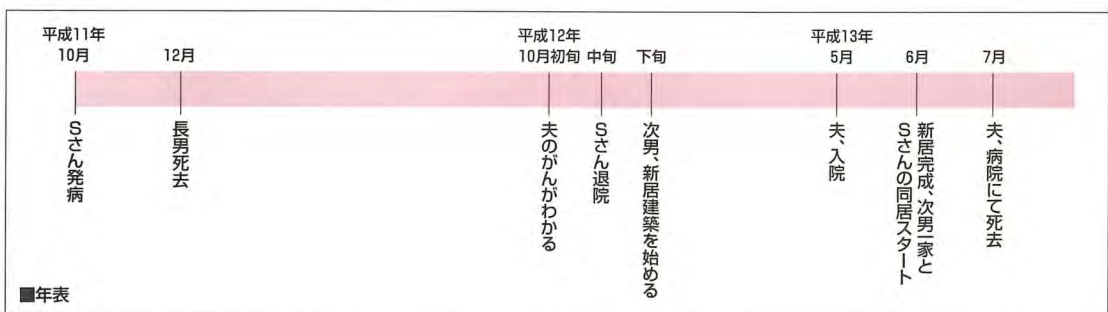 平成11年
10月
12月
平成12年
10月初旬
中旬
下旬
平成13年
5月
6月
7月
Sさん発病
長男死去
夫のがんがわかる
Sさん退院
次男、新居建築を始める
夫、入院
新居完成、次男一家と
Sさんの同居スタート
夫、病院にて死去
■年表